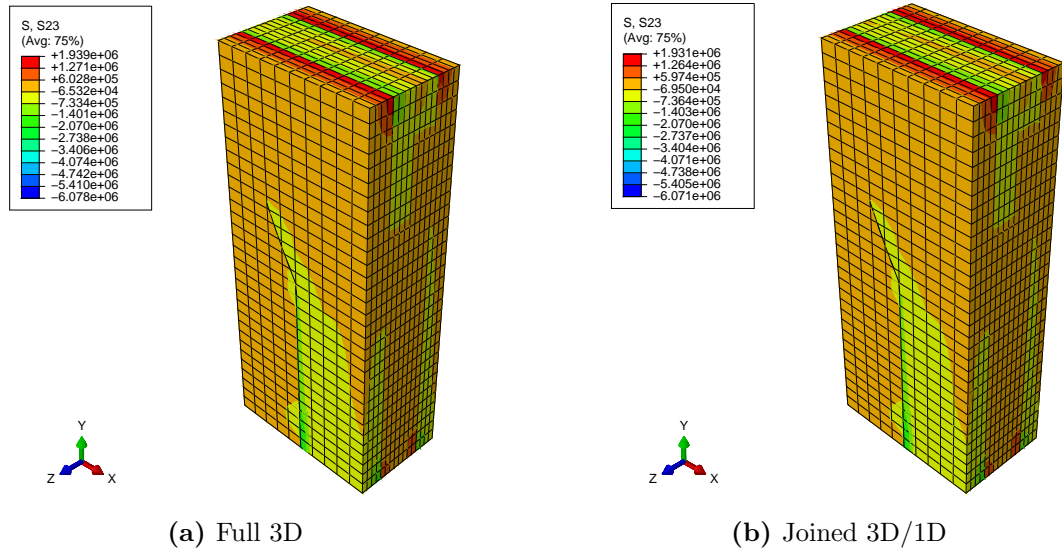 S, S23
(Avg: 75%)
+1.939e+06
+1.271e+06
+6.028e+05
−6.532e+04
−7.334e+05
−1.401e+06
−2.070e+06
−2.738e+06
−3.406e+06
−4.074e+06
−4.742e+06
−5.410e+06
−6.078e+06
Y
Z
X
(a) Full 3D
S, S23
(Avg: 75%)
+1.931e+06
+1.264e+06
+5.974e+05
−6.950e+04
−7.364e+05
−1.403e+06
−2.070e+06
−2.737e+06
−3.404e+06
−4.071e+06
−4.738e+06
−5.405e+06
−6.071e+06
Y
Z
X
(b) Joined 3D/1D